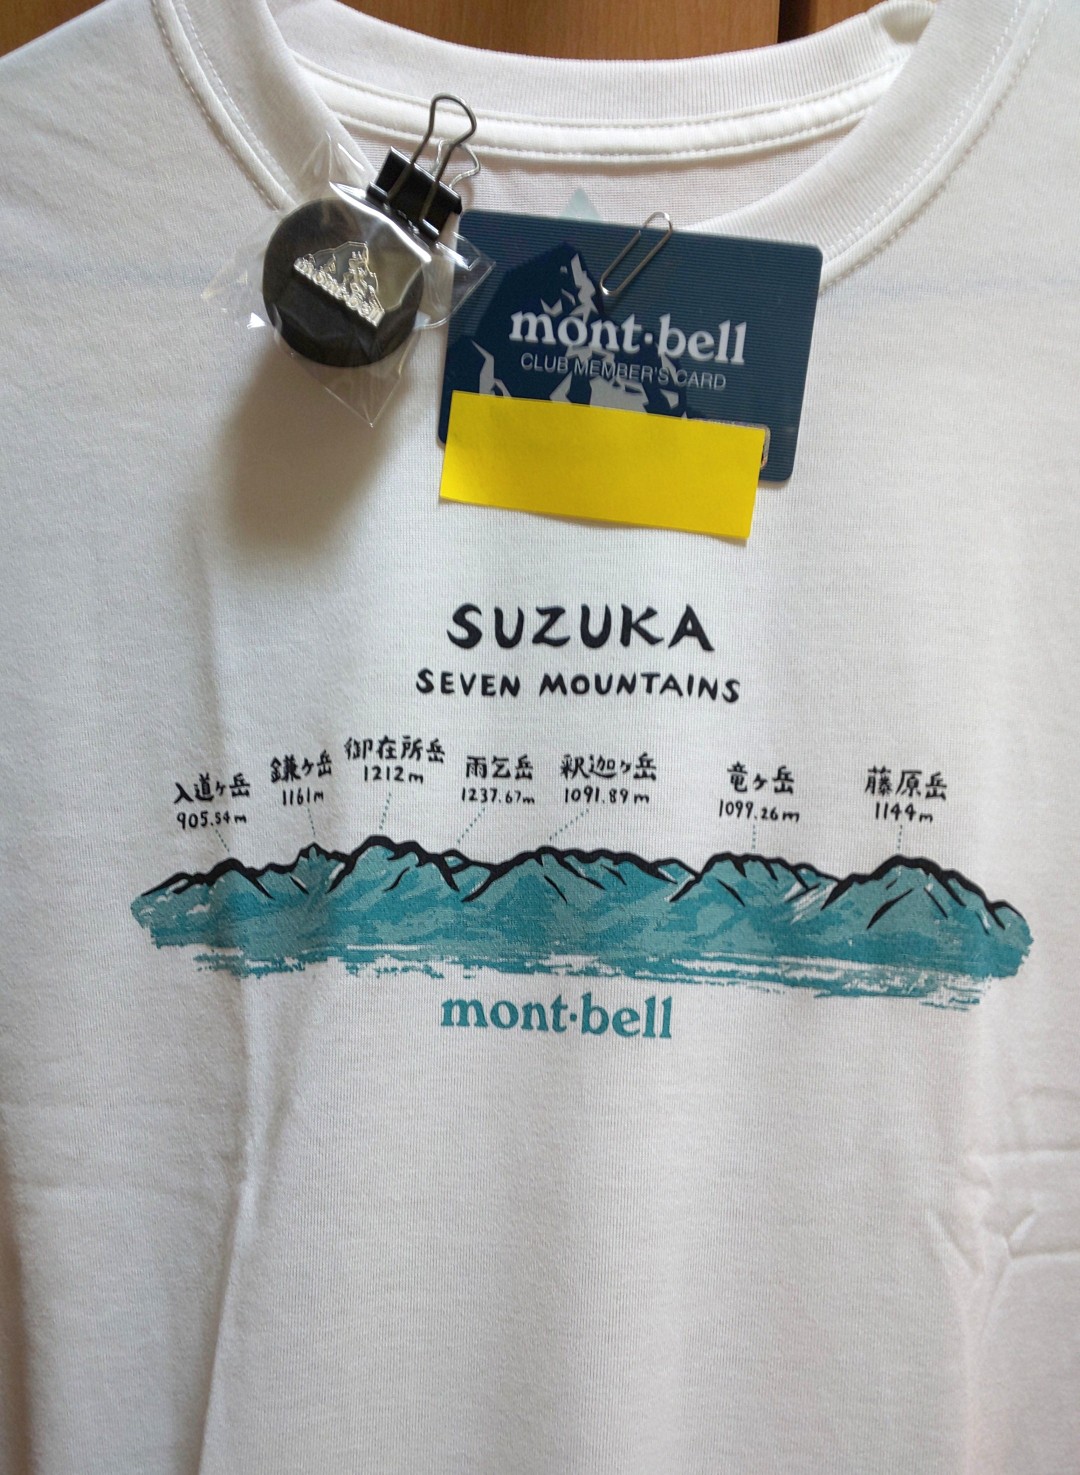 mont-bell
mont·bell
CLUB MEMBER'S CARD
SUZUKA
SEVEN MOUNTAINS
入道ヶ岳
905.54m
鎌ヶ岳
1161m
御在所岳
1212m
雨乞岳
1237.67m
釈迦ヶ岳
1091.89m
竜ヶ岳
1099.26m
藤原岳
1144m
mont·bell